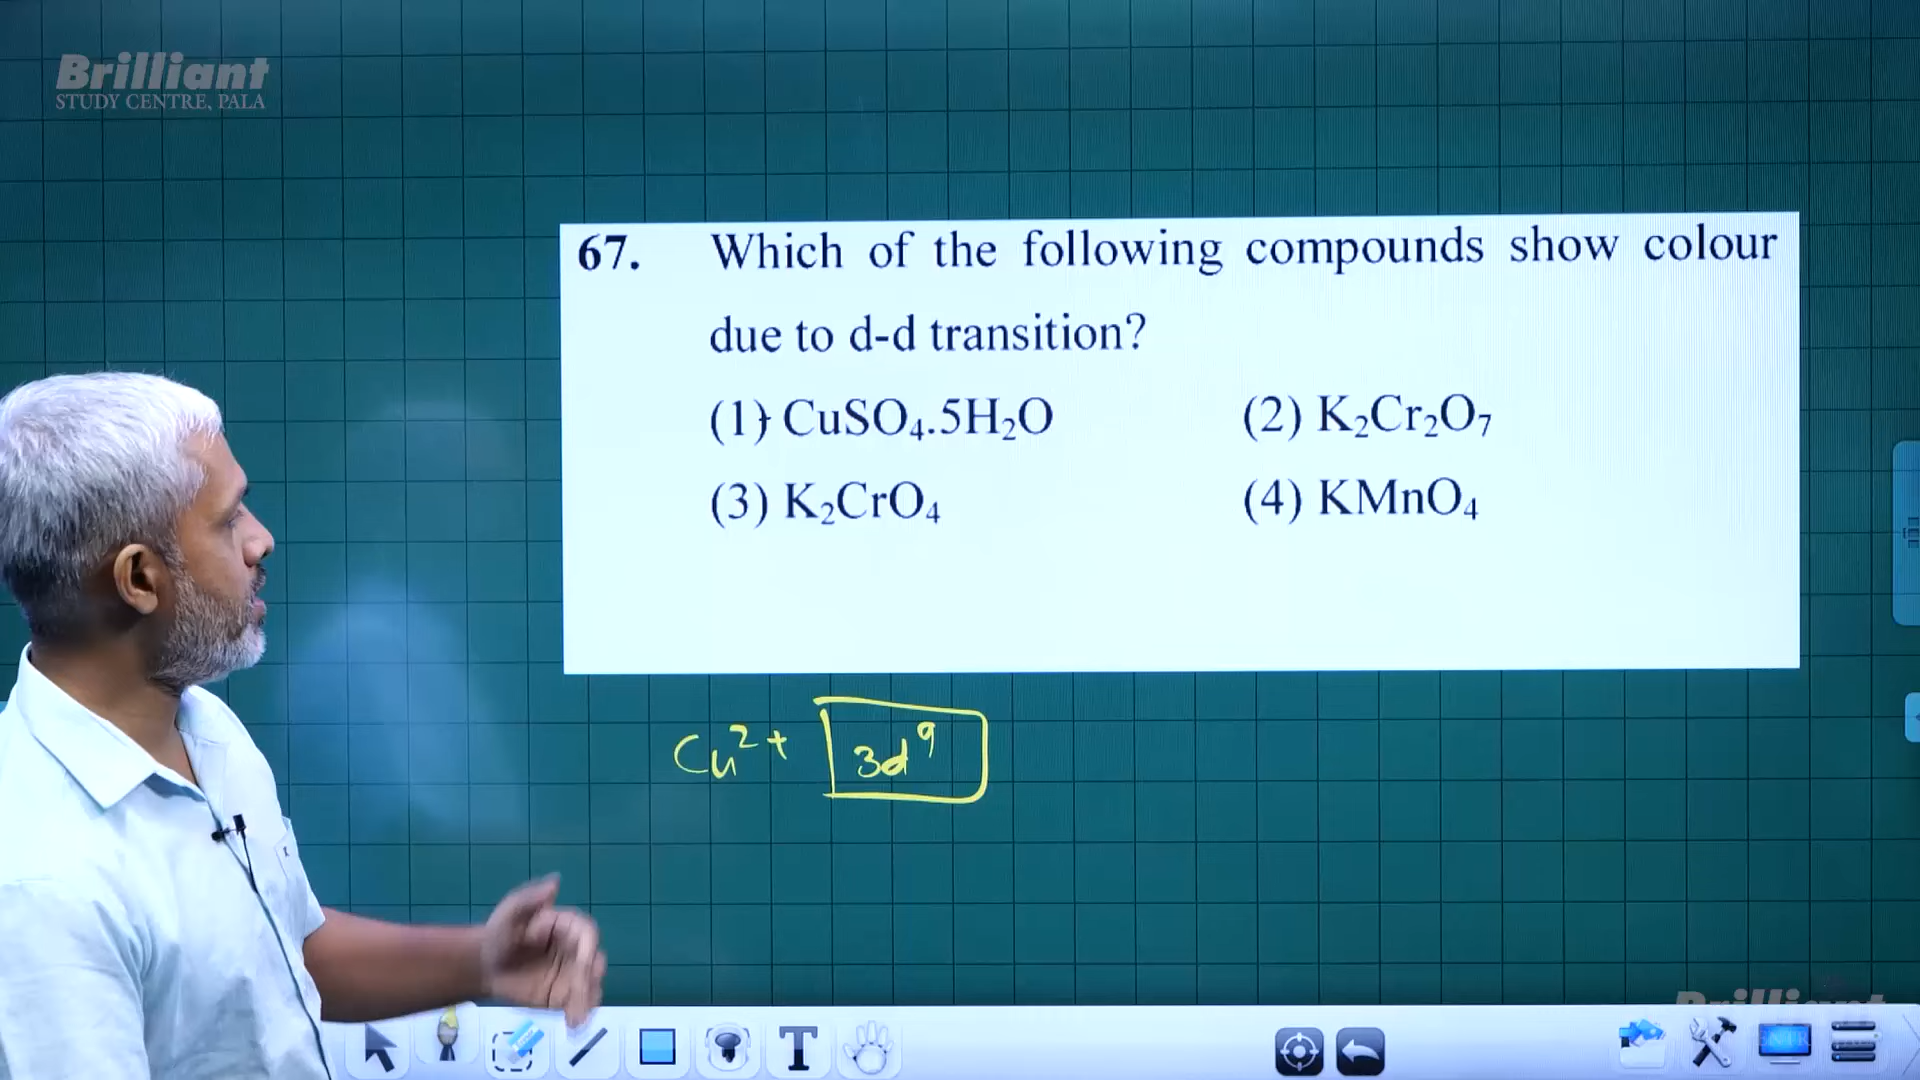 Brilliant
STUDY CENTRE, PALA
67. Which of the following compounds show colour
due to d-d transition?
(1) CuSO₄.5H₂O (2) K₂Cr₂O₇
(3) K₂CrO₄ (4) KMnO₄
Cu²⁺ 3d⁹
Brilliant
T